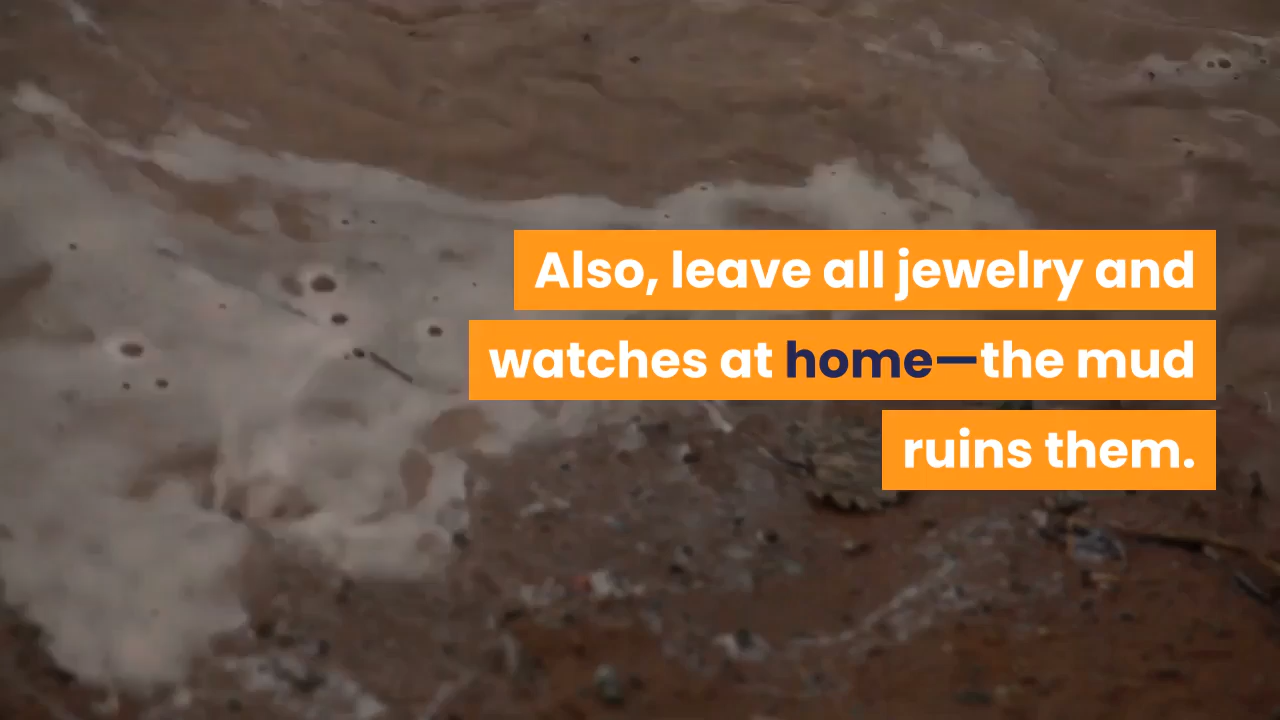 Also, leave all jewelry and
watches at home—the mud
ruins them.